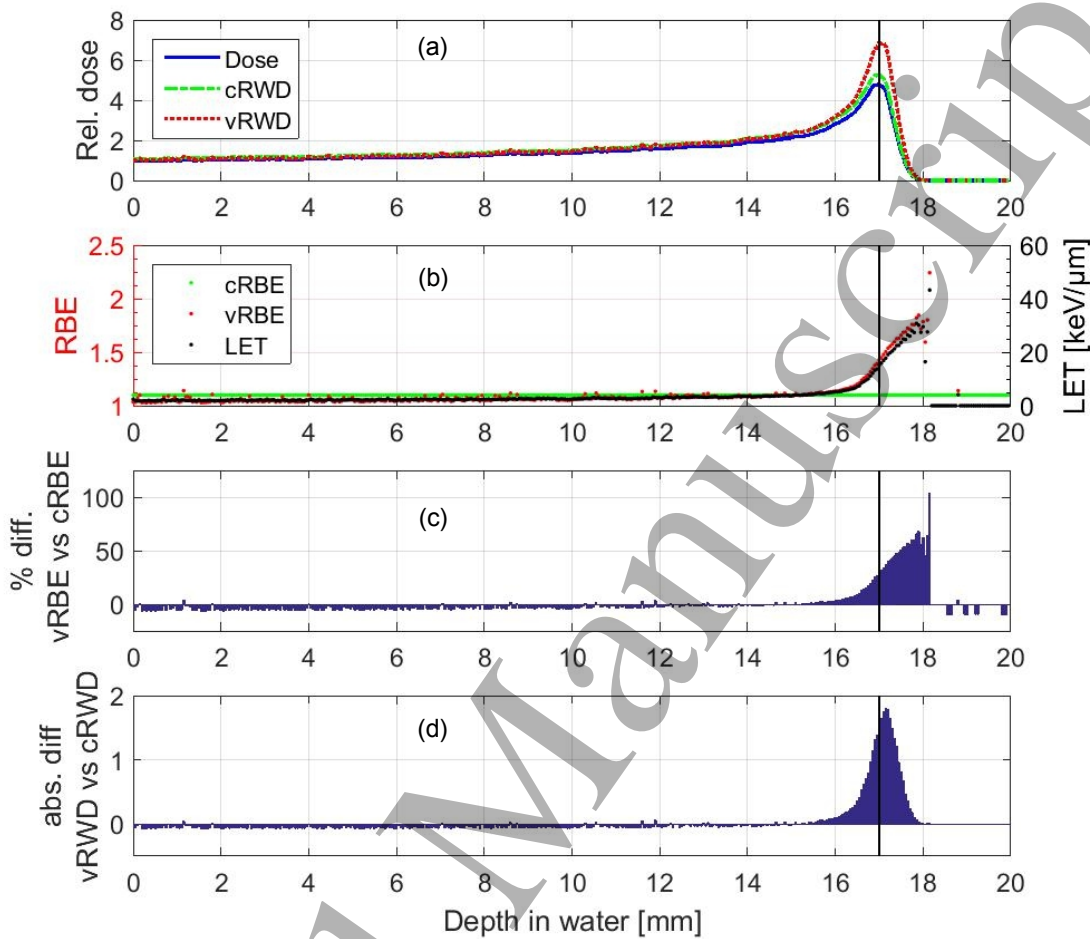 8
6
4
2
0
Rel. dose
(a)
Dose
cRWD
vRWD
0 2 4 6 8 10 12 14 16 18 20
2.5
2
1.5
1
RBE
(b)
cRBE
vRBE
LET
60
40
20
0
LET [keV/μm]
0 2 4 6 8 10 12 14 16 18 20
100
50
0
% diff.
vRBE vs cRBE
(c)
0 2 4 6 8 10 12 14 16 18 20
2
1
0
abs. diff
vRWD vs cRWD
(d)
0 2 4 6 8 10 12 14 16 18 20
Depth in water [mm]
Manuscrip